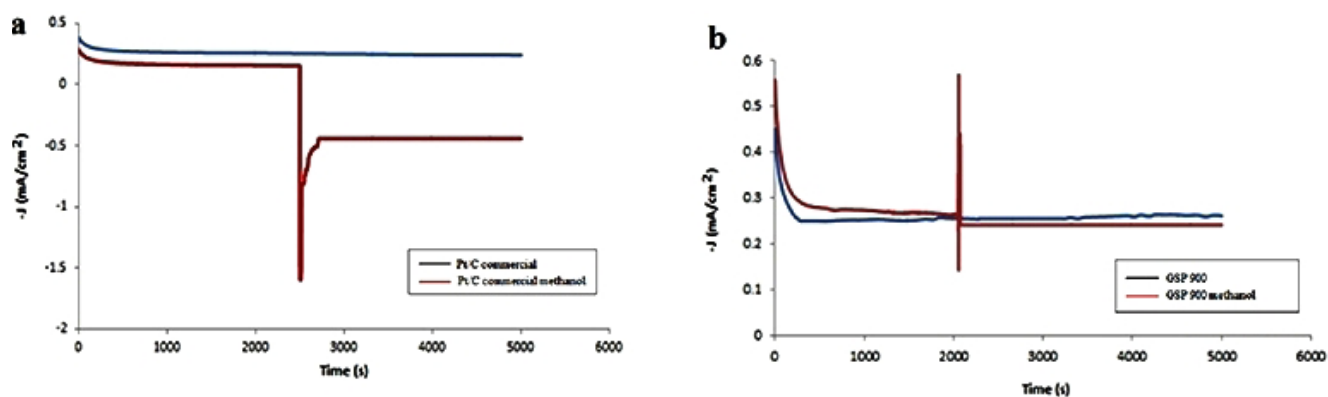 a
0.5
0
-0.5
-1
-1.5
-2
-J (mA/cm²)
0 1000 2000 3000 4000 5000 6000
Time (s)
Pt/C commercial
Pt/C commercial methanol
b
0.6
0.5
0.4
0.3
0.2
0.1
0
-J (mA/cm²)
0 1000 2000 3000 4000 5000 6000
Time (s)
GSP 900
GSP 900 methanol